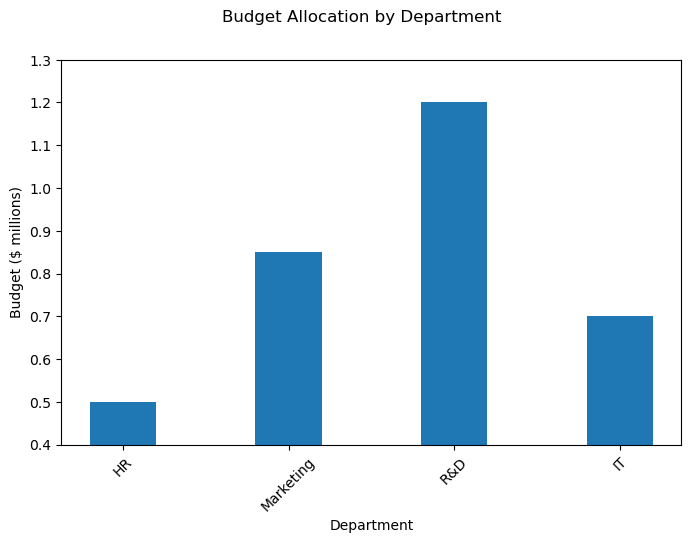 Budget Allocation by Department
Budget ($ millions)
1.3
1.2
1.1
1.0
0.9
0.8
0.7
0.6
0.5
0.4
HR
Marketing
R&D
IT
Department